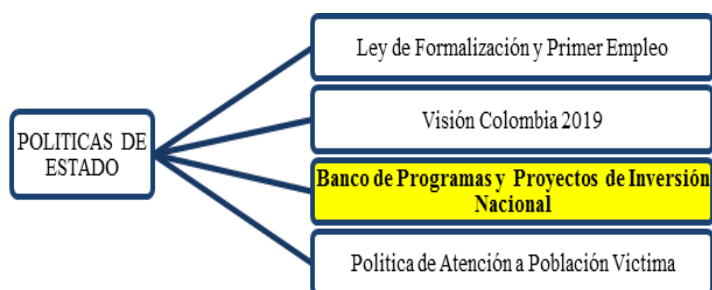 Ley de Formalización y Primer Empleo
Visión Colombia 2019
POLITICAS DE
ESTADO
Banco de Programas y Proyectos de Inversión
Nacional
Politica de Atención a Población Victima